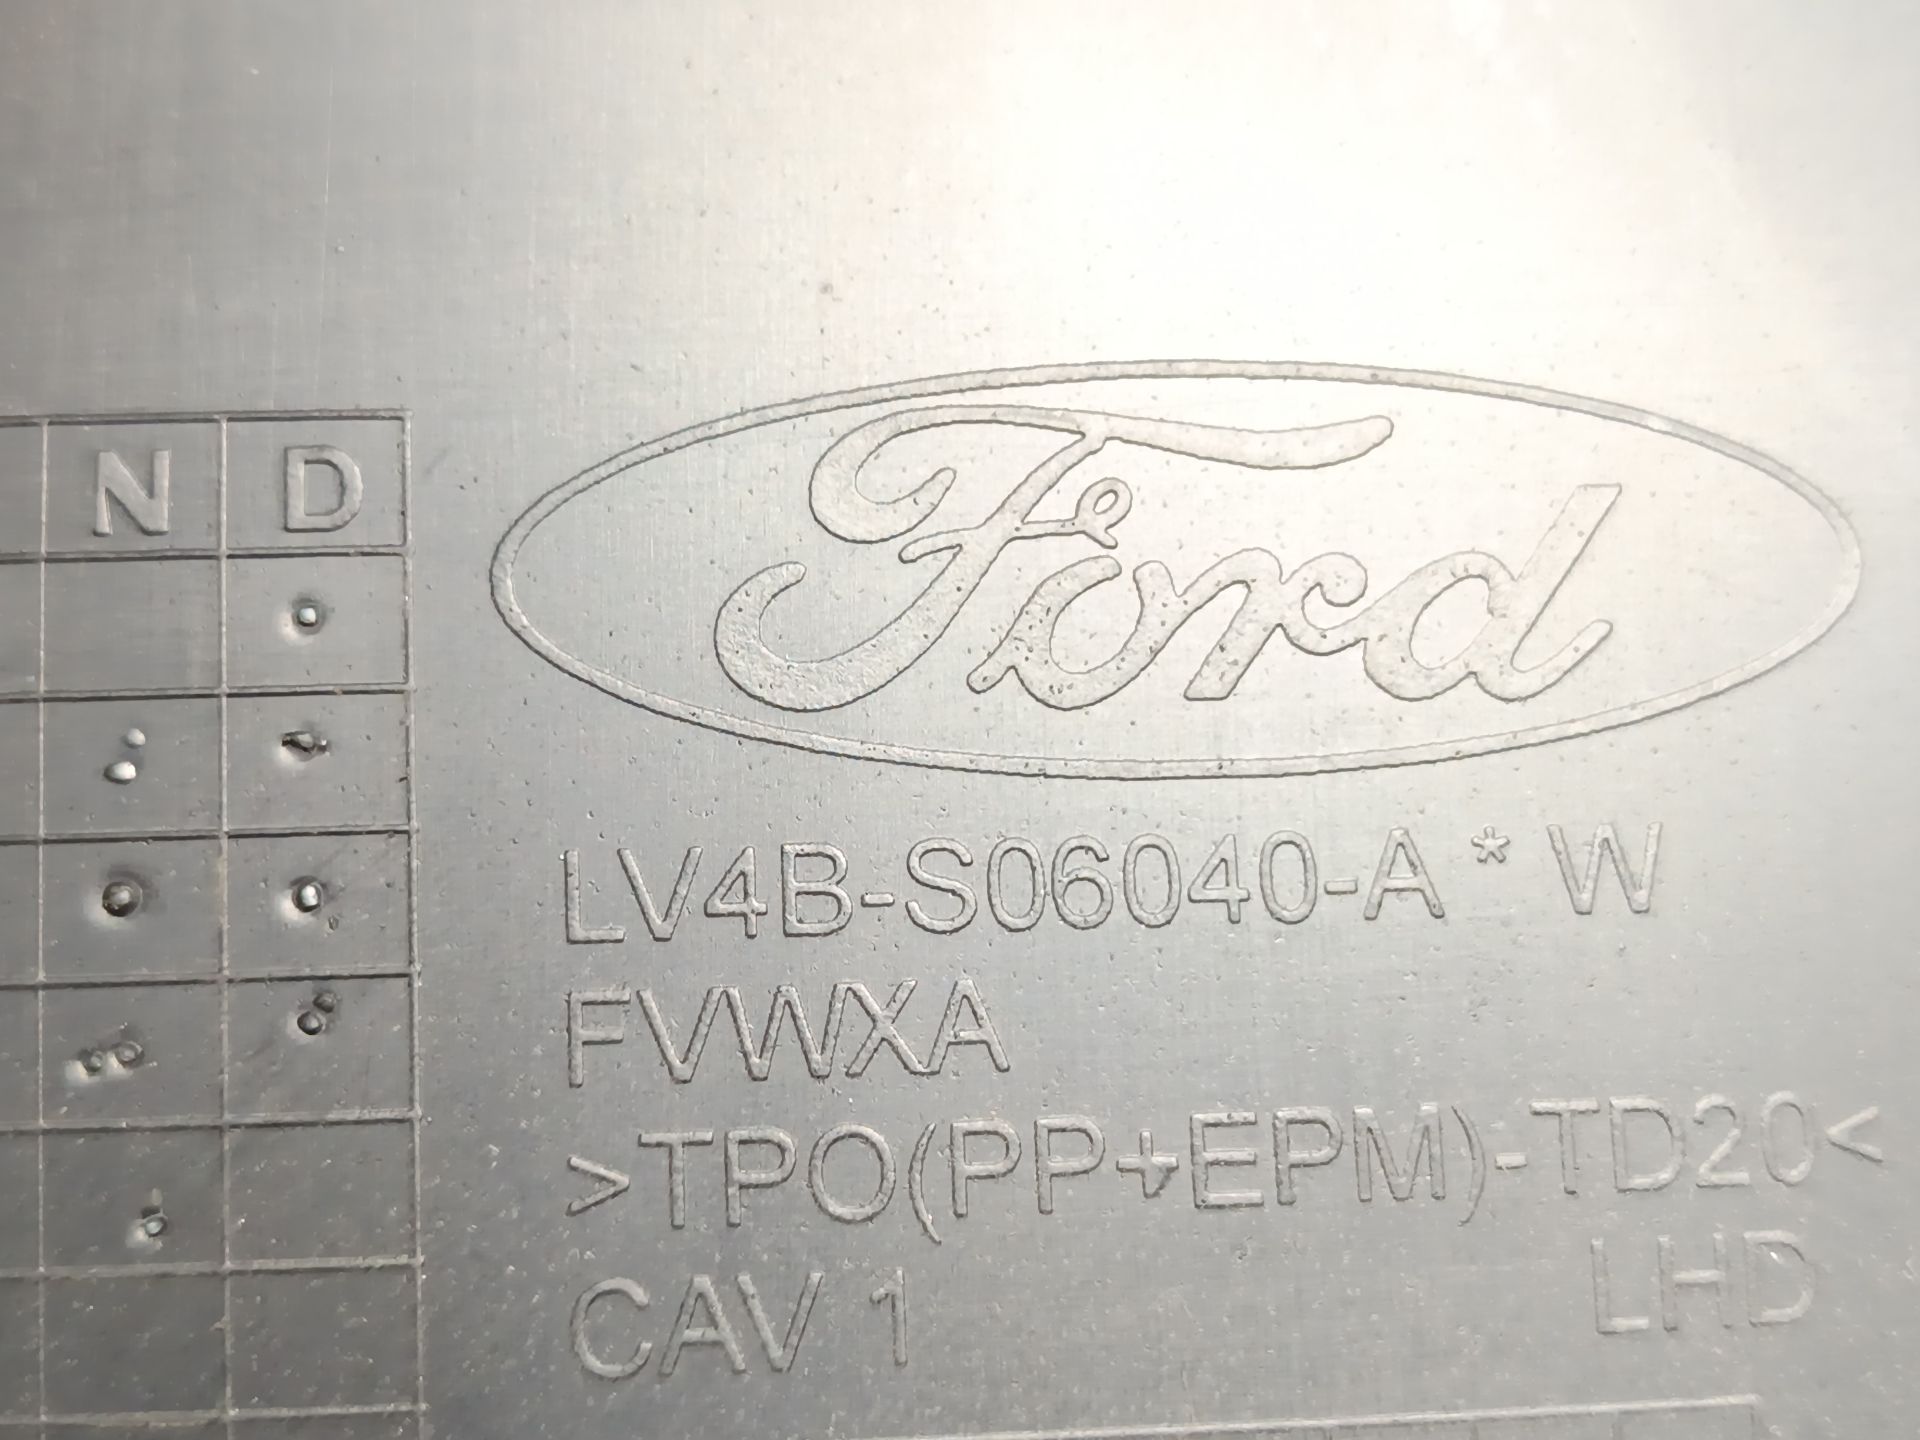 N D
Ford
LV4B-S06040-A * W
FVWXA
>TPO(PP+EPM)-TD20<
LHD
CAV 1